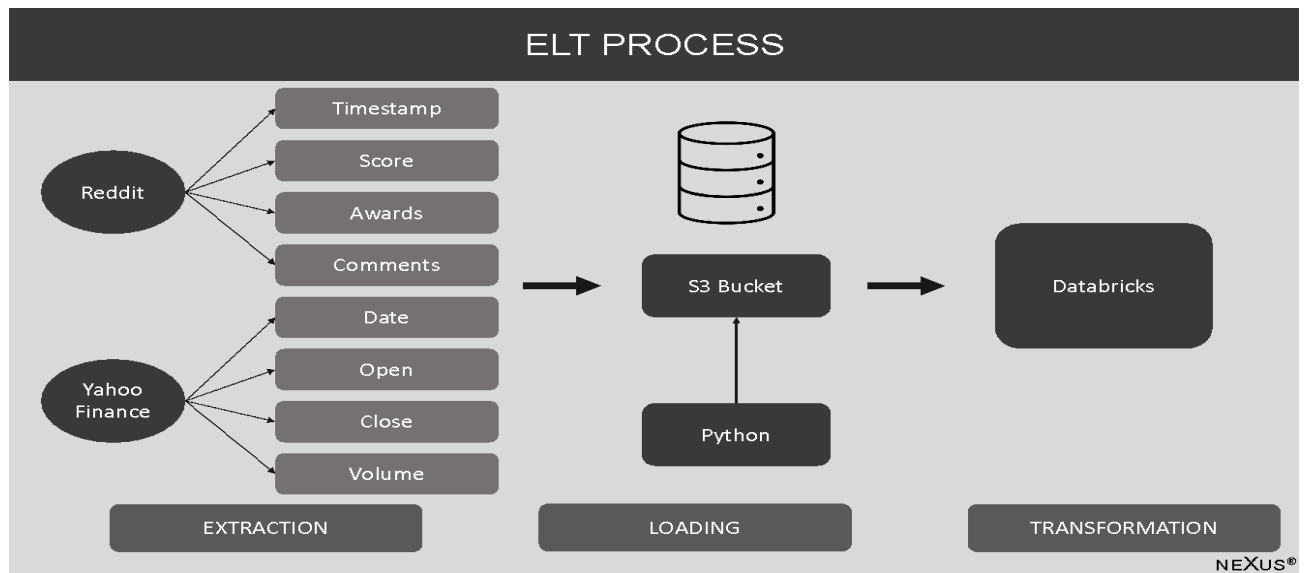 ELT PROCESS
Timestamp
Score
Reddit
Awards
Comments
Date
Open
Yahoo
Finance
Close
Volume
EXTRACTION
S3 Bucket
Python
LOADING
Databricks
TRANSFORMATION
NEXUS®